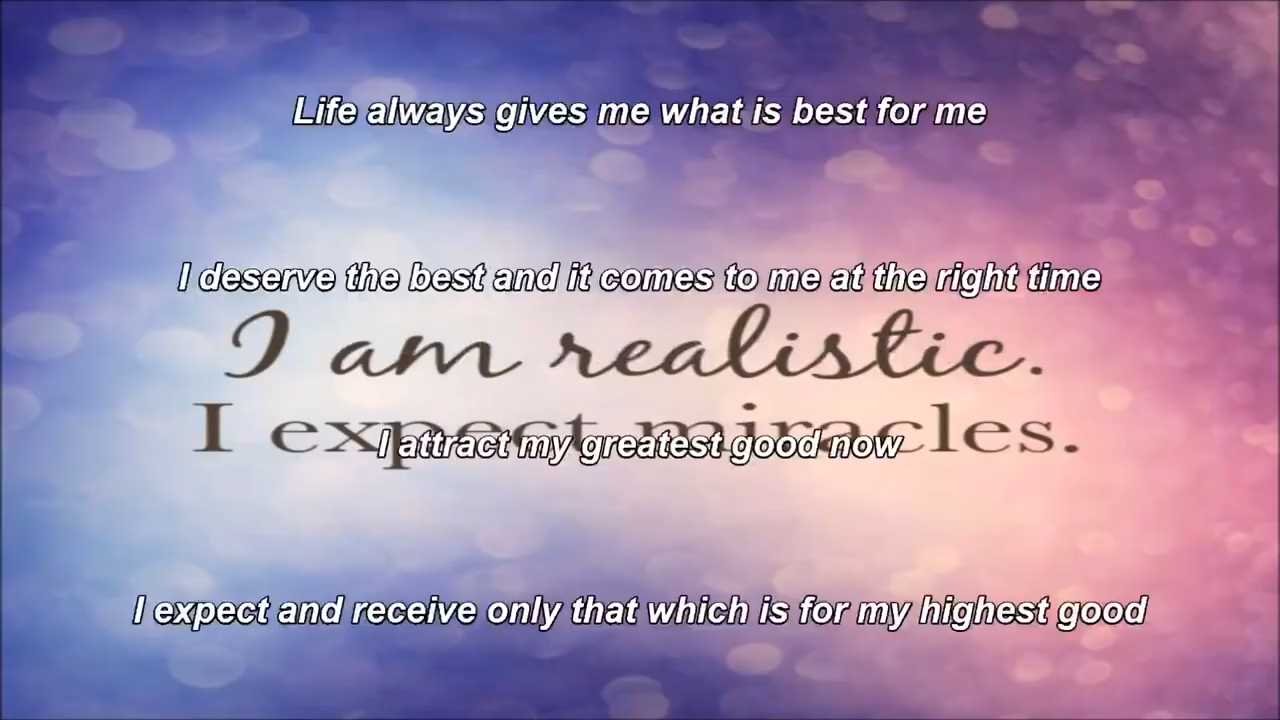 Life always gives me what is best for me
I deserve the best and it comes to me at the right time
I am realistic.
I expect miracles.
I attract my greatest good now
I expect and receive only that which is for my highest good